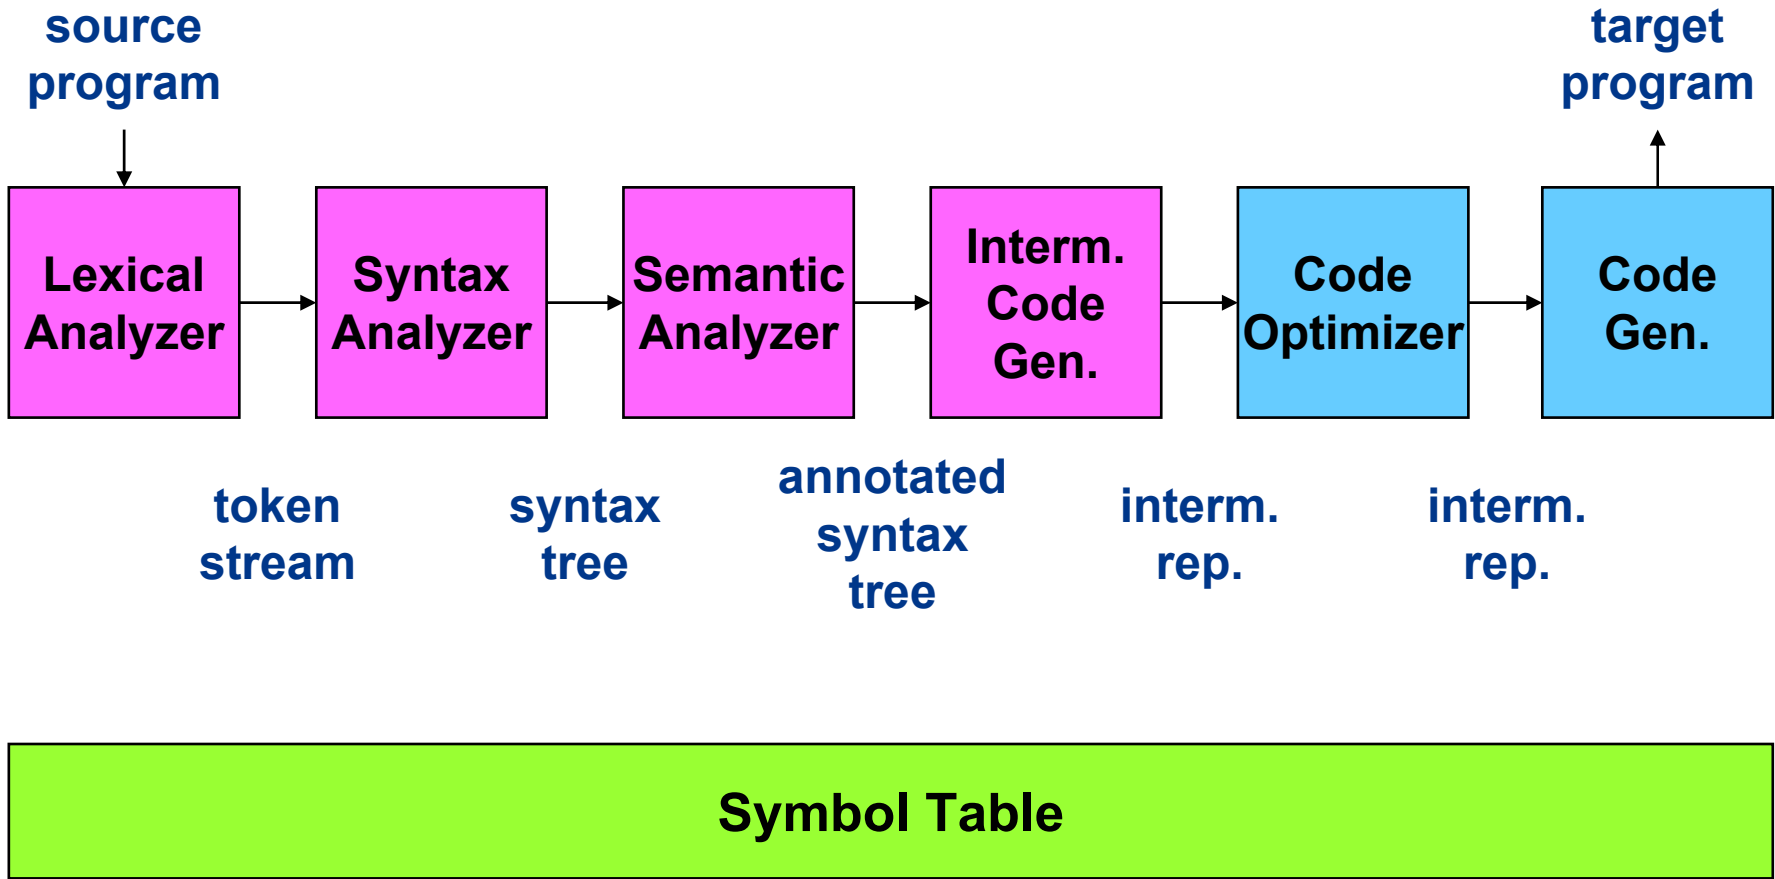 source
program
target
program
Lexical
Analyzer
Syntax
Analyzer
Semantic
Analyzer
Interm.
Code
Gen.
Code
Optimizer
Code
Gen.
token
stream
syntax
tree
annotated
syntax
tree
interm.
rep.
interm.
rep.
Symbol Table